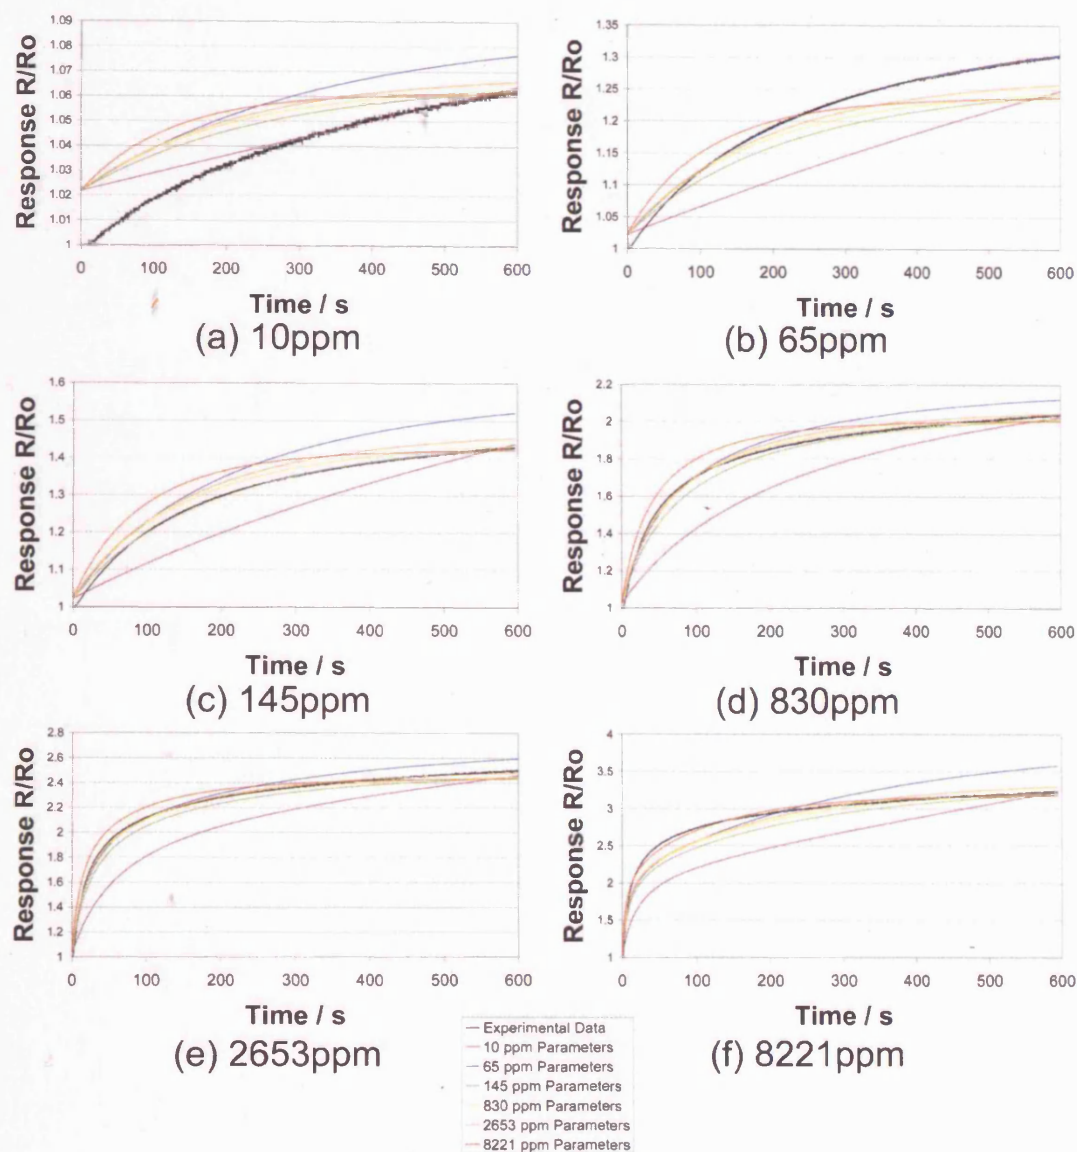 Response R/Ro
1.09
1.08
1.07
1.06
1.05
1.04
1.03
1.02
1.01
1
0 100 200 300 400 500 600
Time / s
(a) 10ppm
Response R/Ro
1.35
1.3
1.25
1.2
1.15
1.1
1.05
1
0 100 200 300 400 500 600
Time / s
(b) 65ppm
Response R/Ro
1.6
1.5
1.4
1.3
1.2
1.1
1
0 100 200 300 400 500 600
Time / s
(c) 145ppm
Response R/Ro
2.2
2
1.8
1.6
1.4
1.2
1
0 100 200 300 400 500 600
Time / s
(d) 830ppm
Response R/Ro
2.8
2.6
2.4
2.2
2
1.8
1.6
1.4
1.2
1
0 100 200 300 400 500 600
Time / s
(e) 2653ppm
Response R/Ro
4
3.5
3
2.5
2
1.5
1
0 100 200 300 400 500 600
Time / s
(f) 8221ppm
Experimental Data
10 ppm Parameters
65 ppm Parameters
145 ppm Parameters
830 ppm Parameters
2653 ppm Parameters
8221 ppm Parameters